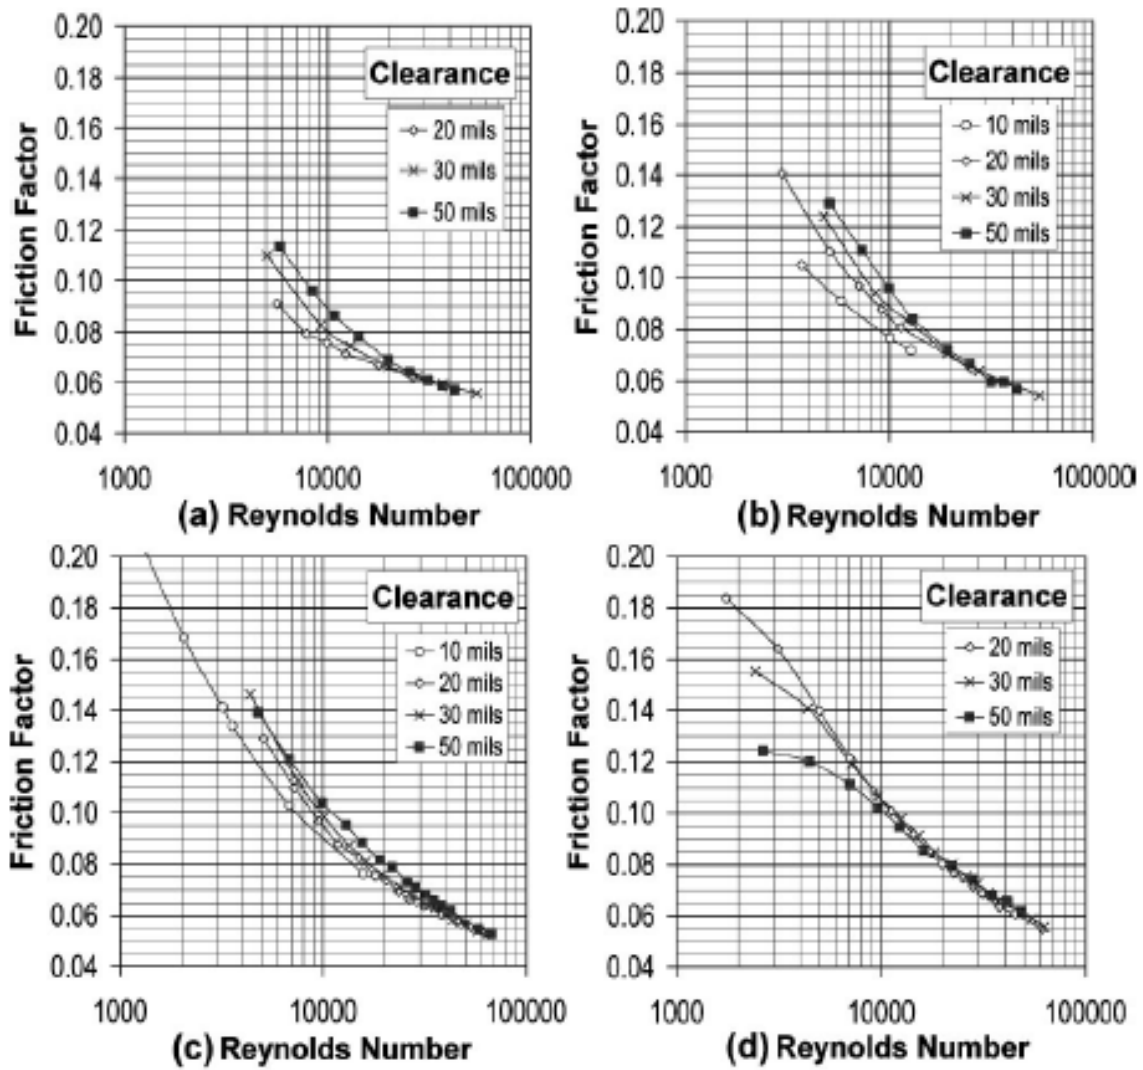 Friction Factor
0.20
0.18
0.16
0.14
0.12
0.10
0.08
0.06
0.04
Clearance
20 mils
30 mils
50 mils
1000
10000
100000
(a) Reynolds Number
Friction Factor
0.20
0.18
0.16
0.14
0.12
0.10
0.08
0.06
0.04
Clearance
10 mils
20 mils
30 mils
50 mils
1000
10000
100000
(b) Reynolds Number
Friction Factor
0.20
0.18
0.16
0.14
0.12
0.10
0.08
0.06
0.04
Clearance
10 mils
20 mils
30 mils
50 mils
1000
10000
100000
(c) Reynolds Number
Friction Factor
0.20
0.18
0.16
0.14
0.12
0.10
0.08
0.06
0.04
Clearance
20 mils
30 mils
50 mils
1000
10000
100000
(d) Reynolds Number